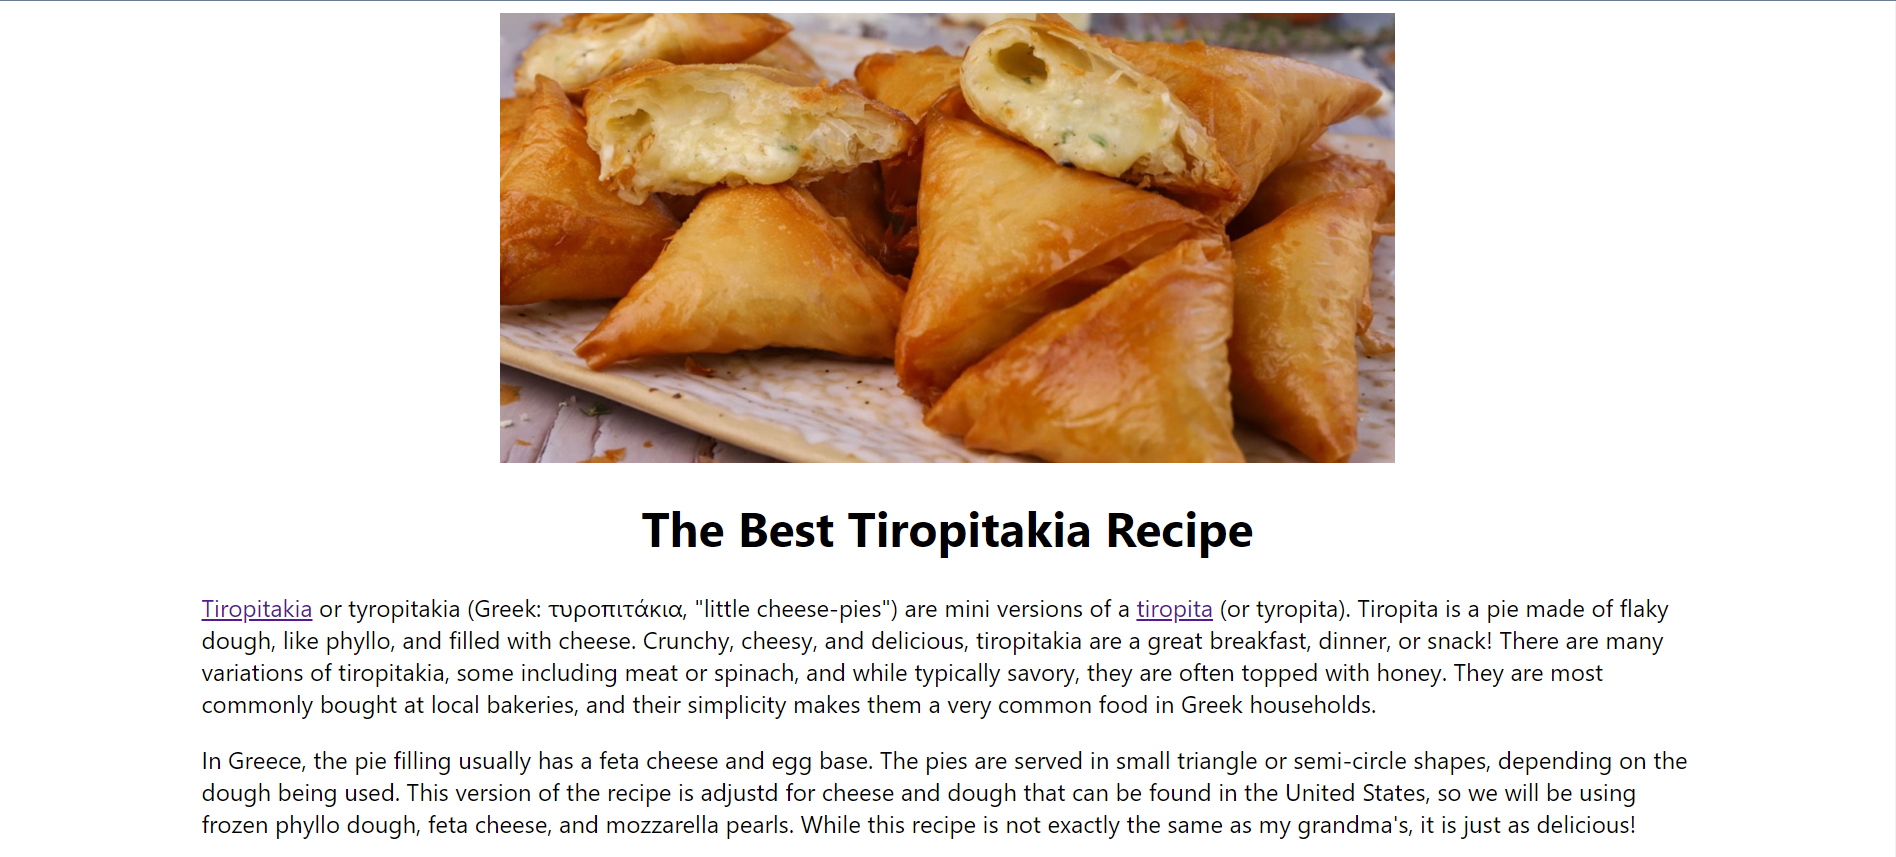 The Best Tiropitakia Recipe
Tiropitakia or tyropitakia (Greek: τυροπιτάκια, "little cheese-pies") are mini versions of a tiropita (or tyropita). Tiropita is a pie made of flaky
dough, like phyllo, and filled with cheese. Crunchy, cheesy, and delicious, tiropitakia are a great breakfast, dinner, or snack! There are many
variations of tiropitakia, some including meat or spinach, and while typically savory, they are often topped with honey. They are most
commonly bought at local bakeries, and their simplicity makes them a very common food in Greek households.
In Greece, the pie filling usually has a feta cheese and egg base. The pies are served in small triangle or semi-circle shapes, depending on the
dough being used. This version of the recipe is adjustd for cheese and dough that can be found in the United States, so we will be using
frozen phyllo dough, feta cheese, and mozzarella pearls. While this recipe is not exactly the same as my grandma's, it is just as delicious!